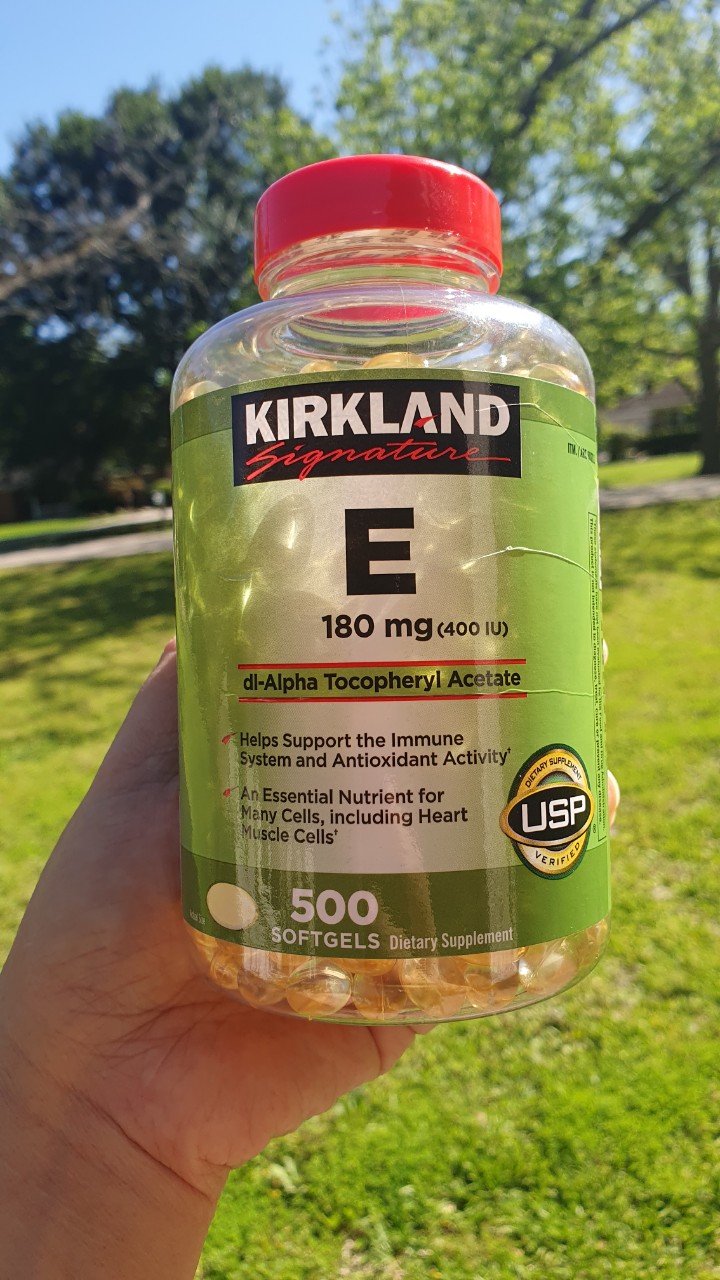 KIRKLAND
Signature
E
180 mg (400 IU)
dl-Alpha Tocopheryl Acetate
Helps Support the Immune
System and Antioxidant Activity†
An Essential Nutrient for
Many Cells, including Heart
Muscle Cells†
DIETARY SUPPLEMENT
USP
VERIFIED
500
SOFTGELS Dietary Supplement